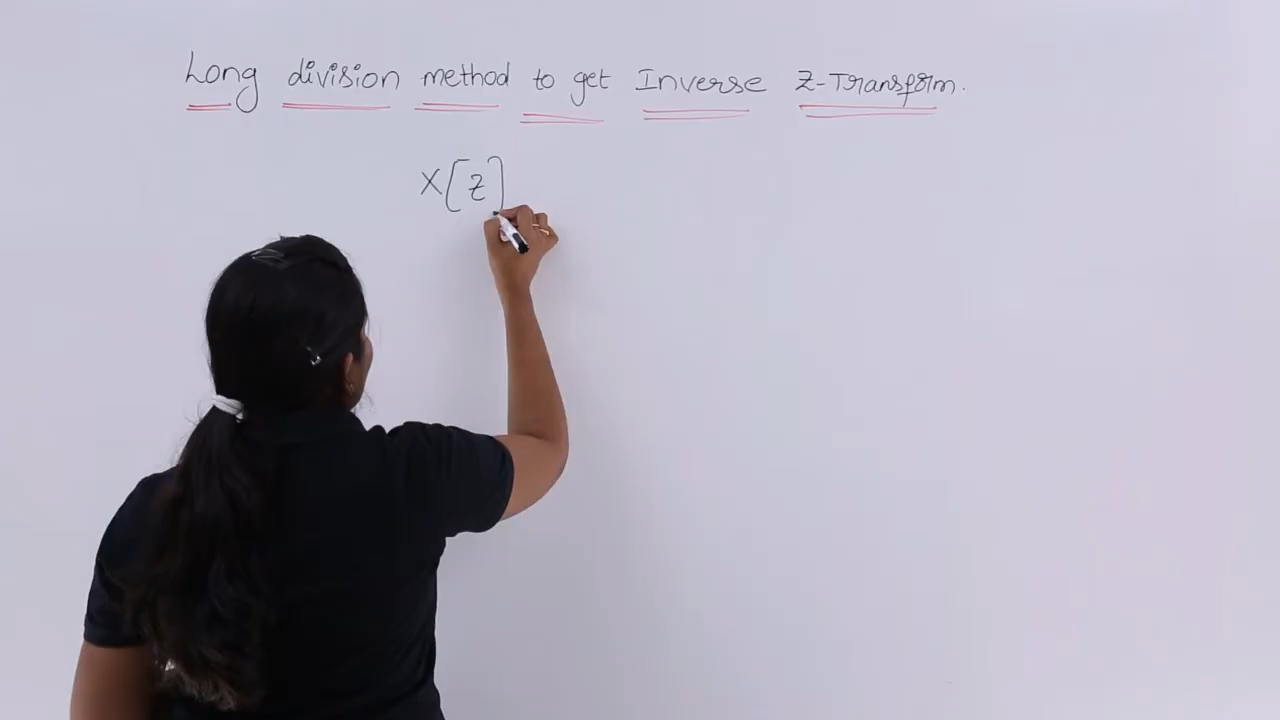 Long division method to get Inverse Z-Transform.
X[z]